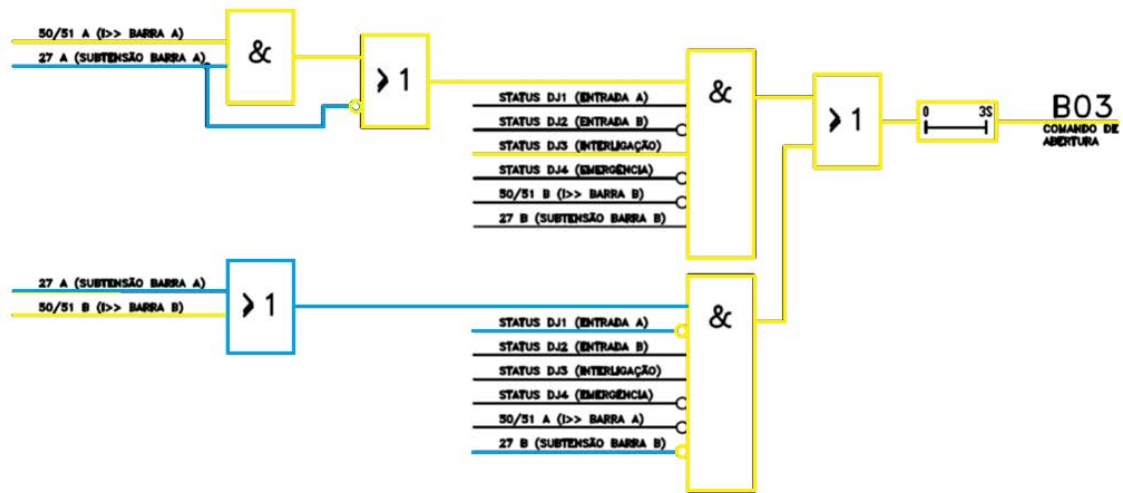 50/51 A (I>> BARRA A)
27 A (SUBTENSÃO BARRA A)
&
> 1
STATUS DJ1 (ENTRADA A)
STATUS DJ2 (ENTRADA B)
STATUS DJ3 (INTERLIGAÇÃO)
STATUS DJ4 (EMERGÊNCIA)
50/51 B (I>> BARRA B)
27 B (SUBTENSÃO BARRA B)
&
> 1
0 3S
B03
COMANDO DE
ABERTURA
27 A (SUBTENSÃO BARRA A)
50/51 B (I>> BARRA B)
> 1
STATUS DJ1 (ENTRADA A)
STATUS DJ2 (ENTRADA B)
STATUS DJ3 (INTERLIGAÇÃO)
STATUS DJ4 (EMERGÊNCIA)
50/51 A (I>> BARRA A)
27 B (SUBTENSÃO BARRA B)
&